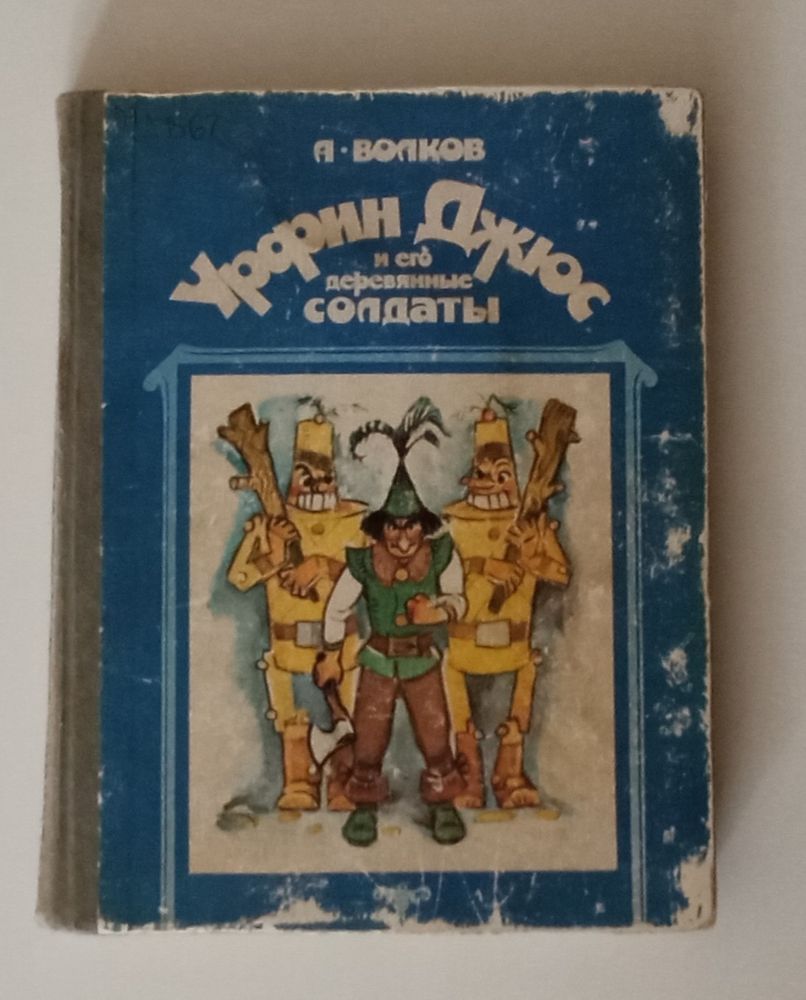 А·ВОЛКОВ
Урфин Джюс
и его
деревянные
солдаты